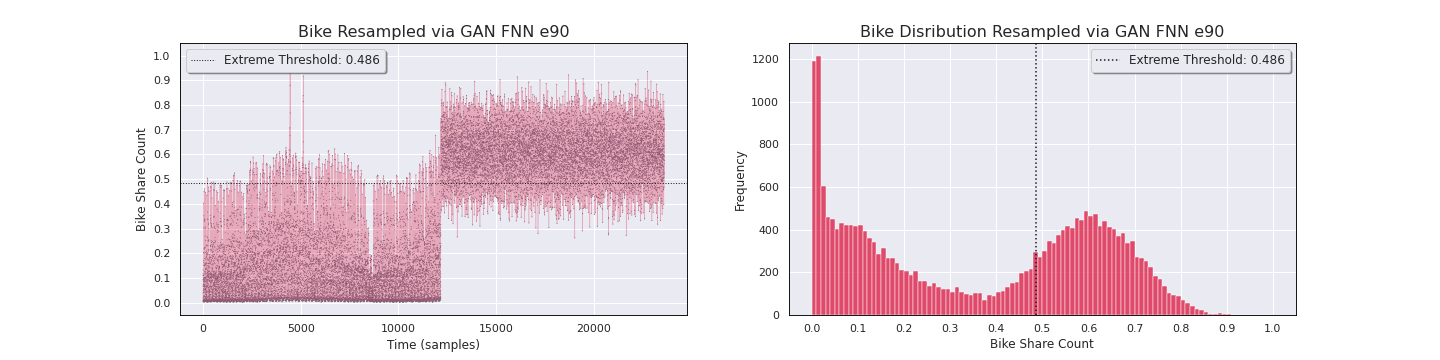 Bike Resampled via GAN FNN e90
Extreme Threshold: 0.486
Bike Share Count
1.0
0.9
0.8
0.7
0.6
0.5
0.4
0.3
0.2
0.1
0.0
0 5000 10000 15000 20000
Time (samples)
Bike Disribution Resampled via GAN FNN e90
Extreme Threshold: 0.486
Frequency
1200
1000
800
600
400
200
0
0.0 0.1 0.2 0.3 0.4 0.5 0.6 0.7 0.8 0.9 1.0
Bike Share Count